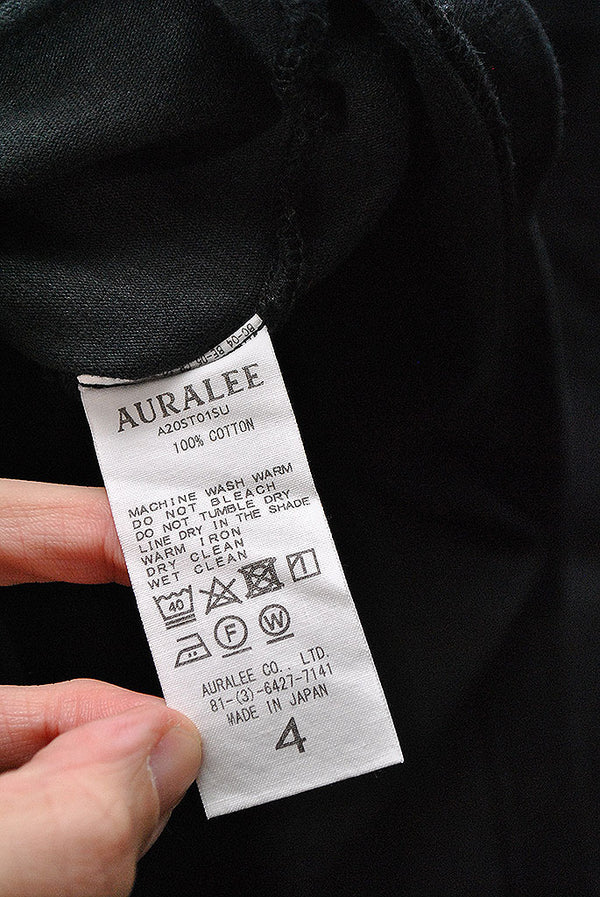 AURALEE
A20ST01SU
100% COTTON
MACHINE WASH WARM
DO NOT BLEACH
DO NOT TUMBLE DRY
LINE DRY IN THE SHADE
WARM IRON
DRY CLEAN
WET CLEAN
40
F W
AURALEE CO., LTD.
81-(3)-6427-7141
MADE IN JAPAN
4